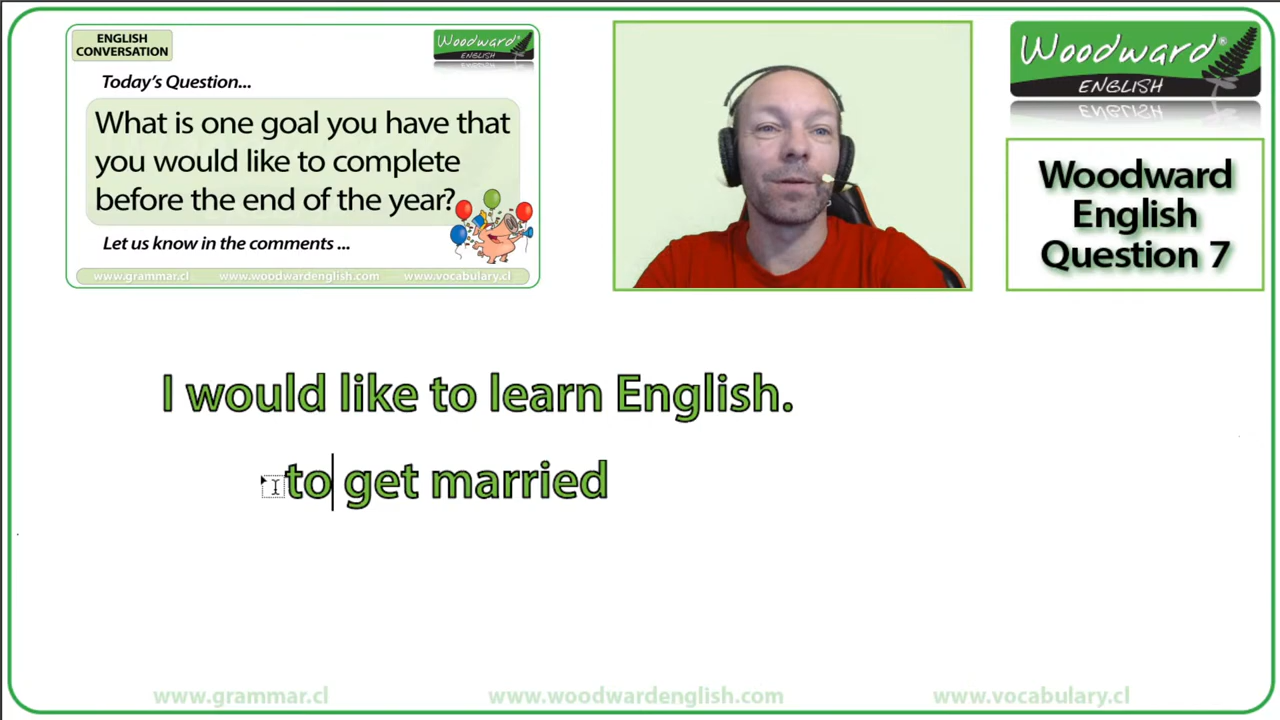 ENGLISH
CONVERSATION
Woodward®
ENGLISH
Today's Question...
What is one goal you have that
you would like to complete
before the end of the year?
Let us know in the comments ...
www.grammar.cl www.woodwardenglish.com www.vocabulary.cl
Woodward®
ENGLISH
Woodward
English
Question 7
I would like to learn English.
to get married
www.grammar.cl www.woodwardenglish.com www.vocabulary.cl